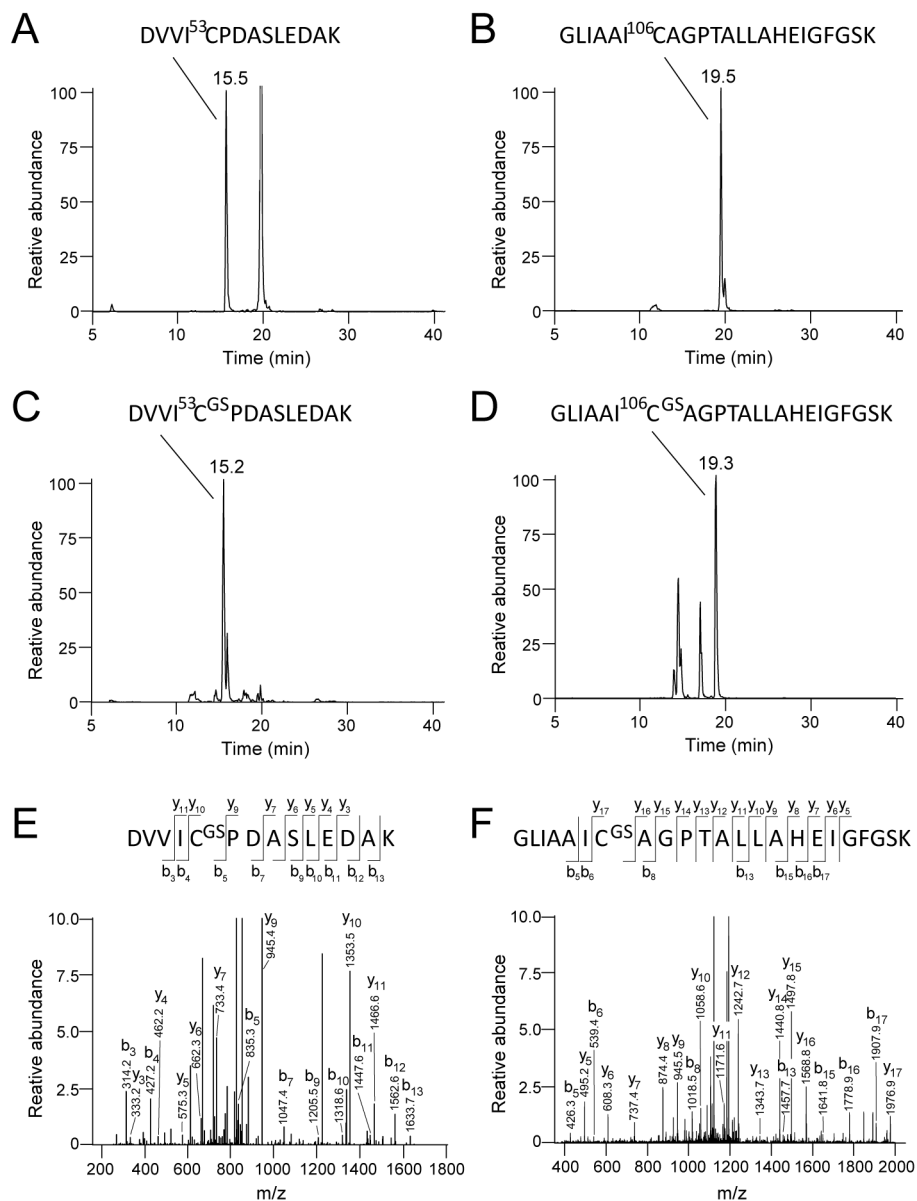 A
DVVI53CPDASLEDAK
15.5
Reative abundance
100
75
50
25
0
5 10 20 30 40
Time (min)
B
GLIAAI106CAGPTALLAHEIGFGSK
19.5
Reative abundance
100
75
50
25
0
5 10 20 30 40
Time (min)
C
DVVI53CGSPDASLEDAK
15.2
Reative abundance
100
75
50
25
0
5 10 20 30 40
Time (min)
D
GLIAAI106CGSAGPTALLAHEIGFGSK
19.3
Reative abundance
100
75
50
25
0
5 10 20 30 40
Time (min)
E
y11 y10 y9 y7 y6 y5 y4 y3
DVVICGSPDASLEDAK
b3 b4 b5 b7 b9 b10 b11 b12 b13
Reative abundance
10.0
7.5
5.0
2.5
0
b3 314.2
y3 333.2
b4 427.2
y4 462.2
y5 575.3
y6 662.3
y7 733.4
b5 835.3
y9 945.4
b7 1047.4
b9 1205.5
b10 1318.6
y10 1353.5
b11 1447.6
y11 1466.6
b12 1562.6
b13 1633.7
200 600 1000 1400 1800
m/z
F
y17 y16 y15 y14 y13 y12 y11 y10 y9 y8 y7 y6 y5
GLIAAICGSAGPTALLAHEIGFGSK
b5 b6 b8 b13 b15 b16 b17
Reative abundance
10.0
7.5
5.0
2.5
0
b5 426.3
y5 495.2
b6 539.4
y6 608.3
y7 737.4
y8 874.4
y9 945.5
b8 1018.5
y10 1058.6
y11 1171.6
y12 1242.7
y13 1343.7
y14 1440.8
b13 1457.7
y15 1497.8
y16 1568.8
b15 1641.8
b16 1778.9
b17 1907.9
y17 1976.9
400 800 1200 1600 2000
m/z